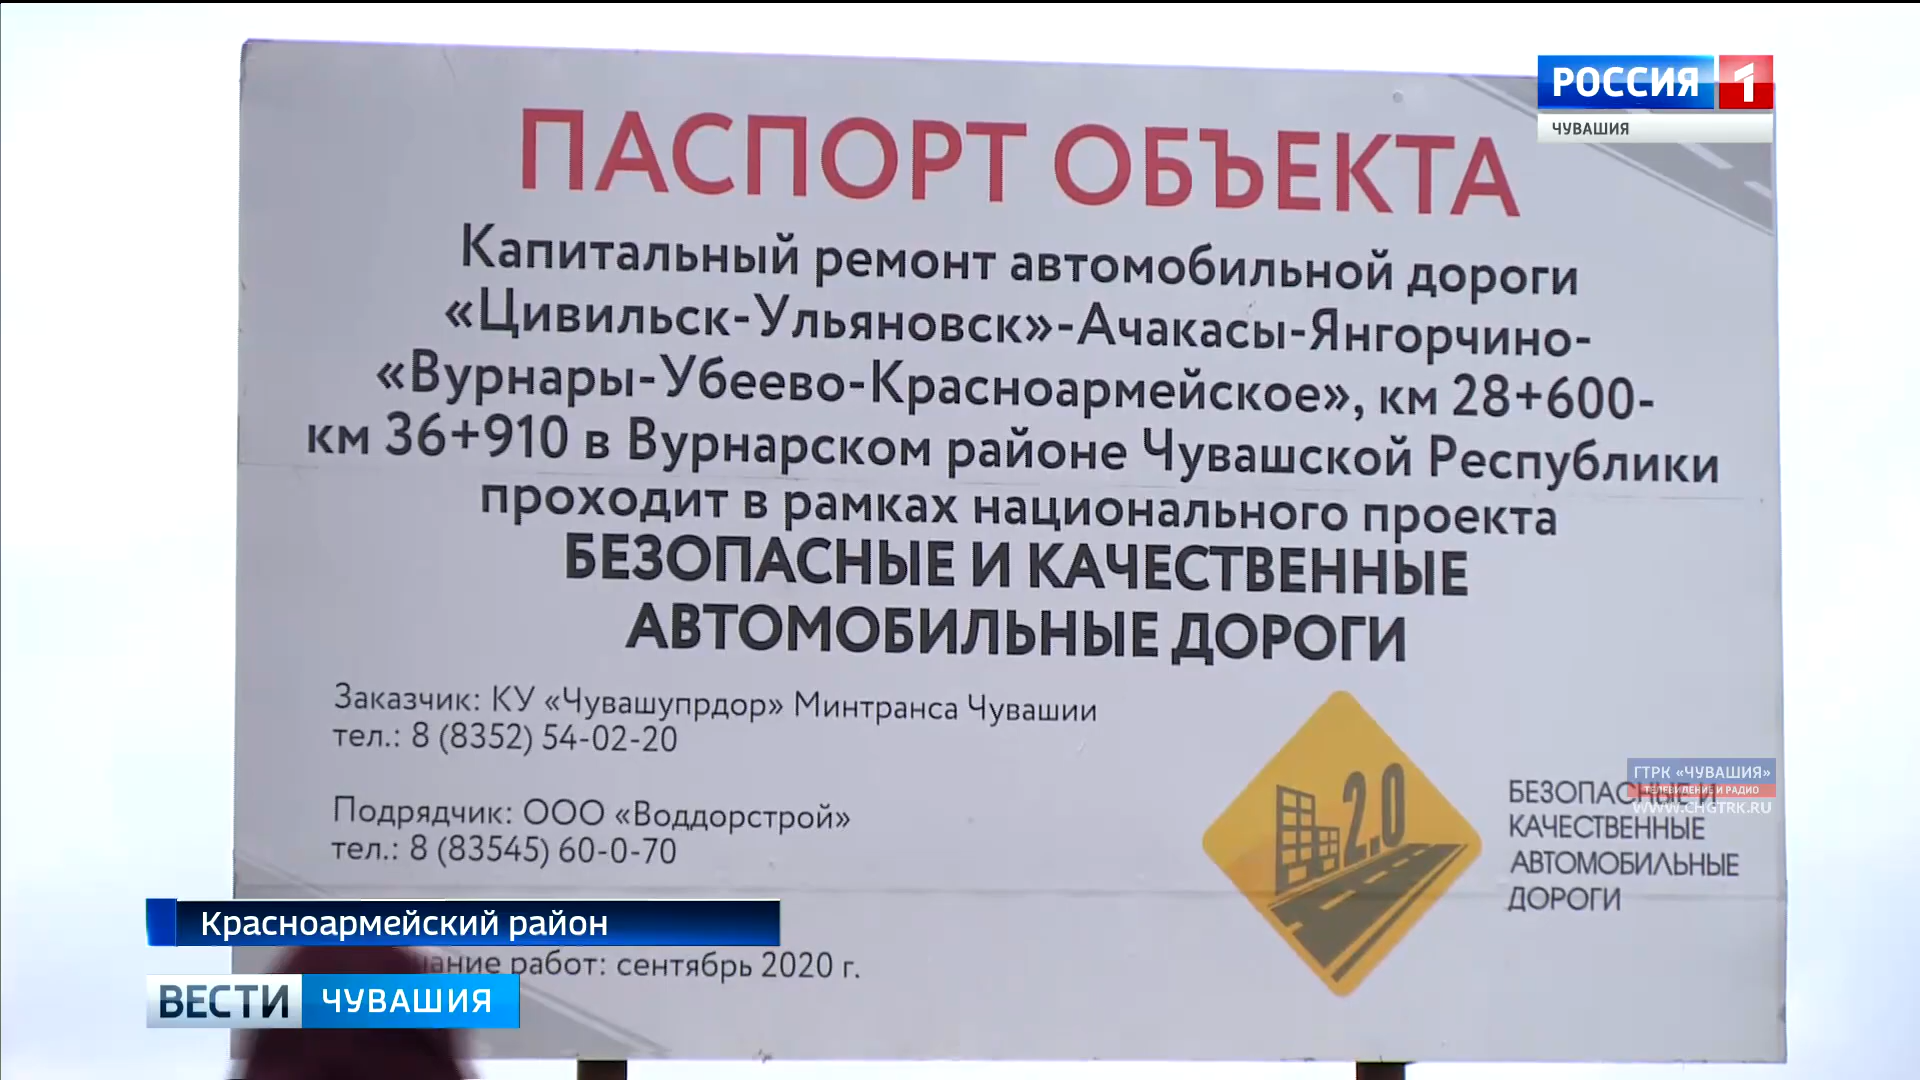 РОССИЯ 1
ЧУВАШИЯ
ПАСПОРТ ОБЪЕКТА
Капитальный ремонт автомобильной дороги
«Цивильск-Ульяновск»-Ачакасы-Янгорчино-
«Вурнары-Убеево-Красноармейское», км 28+600-
км 36+910 в Вурнарском районе Чувашской Республики
проходит в рамках национального проекта
БЕЗОПАСНЫЕ И КАЧЕСТВЕННЫЕ
АВТОМОБИЛЬНЫЕ ДОРОГИ
Заказчик: КУ «Чувашупрдор» Минтранса Чувашии
тел.: 8 (8352) 54-02-20
Подрядчик: ООО «Воддорстрой»
тел.: 8 (83545) 60-0-70
2.0
ГТРК «ЧУВАШИЯ»
ТЕЛЕВИДЕНИЕ И РАДИО
WWW.CHGTRK.RU
БЕЗОПАСНЫЕ И
КАЧЕСТВЕННЫЕ
АВТОМОБИЛЬНЫЕ
ДОРОГИ
Красноармейский район
работ: сентябрь 2020 г.
ВЕСТИ ЧУВАШИЯ